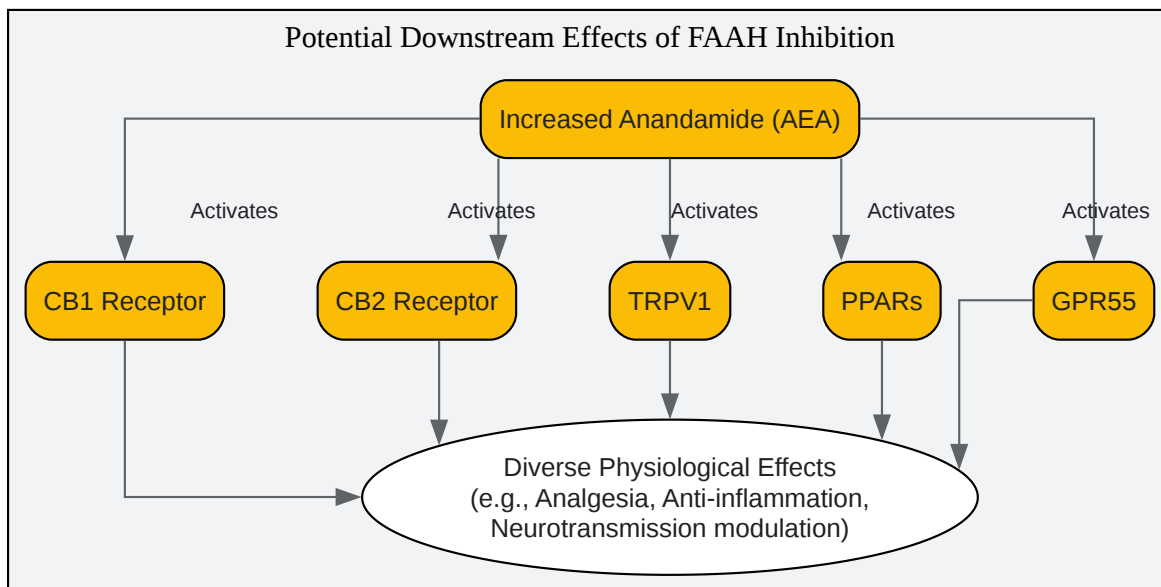 Potential Downstream Effects of FAAH Inhibition
Increased Anandamide (AEA)
Activates
Activates
Activates
Activates
Activates
CB1 Receptor
CB2 Receptor
TRPV1
PPARs
GPR55
Diverse Physiological Effects
(e.g., Analgesia, Anti-inflammation,
Neurotransmission modulation)